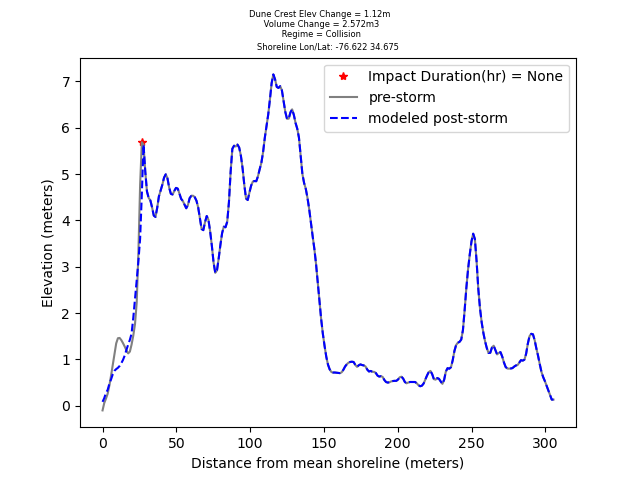 Dune Crest Elev Change = 1.12m
Volume Change = 2.572m3
Regime = Collision
Shoreline Lon/Lat: -76.622 34.675
Impact Duration(hr) = None
pre-storm
modeled post-storm
7
6
5
4
3
2
1
0
Elevation (meters)
0 50 100 150 200 250 300
Distance from mean shoreline (meters)